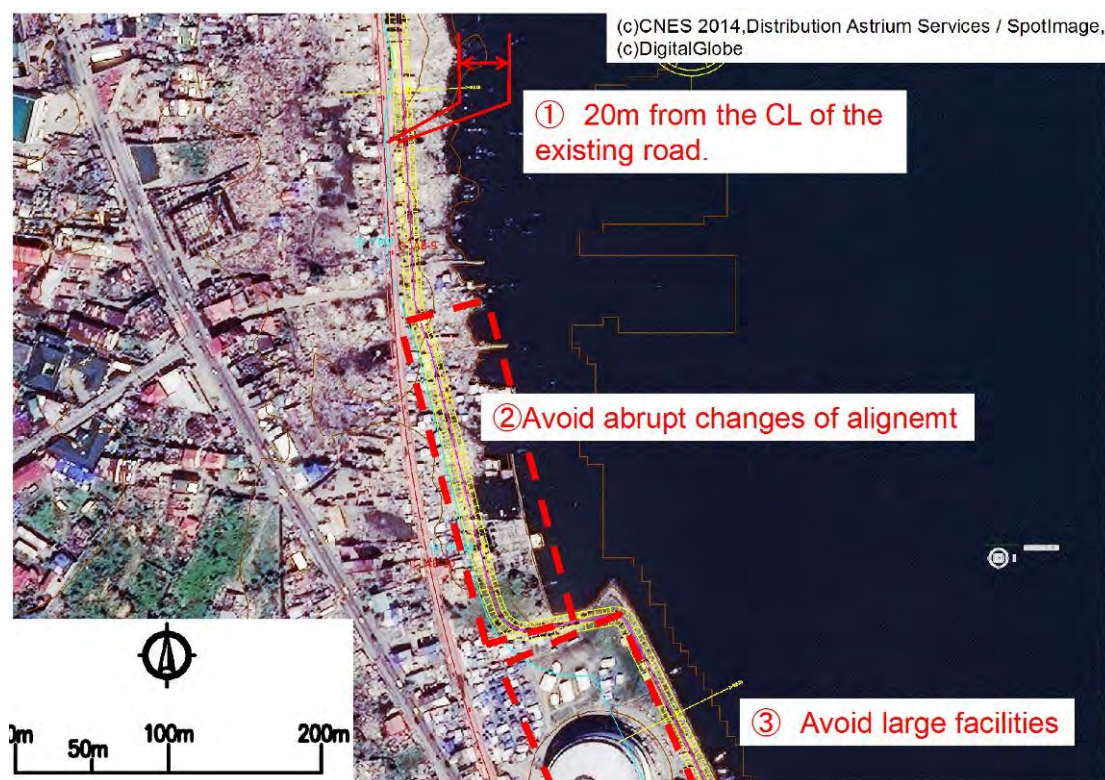 (c)CNES 2014,Distribution Astrium Services / SpotImage,
(c)DigitalGlobe
① 20m from the CL of the
existing road.
②Avoid abrupt changes of alignemt
③ Avoid large facilities
0m
50m
100m
200m